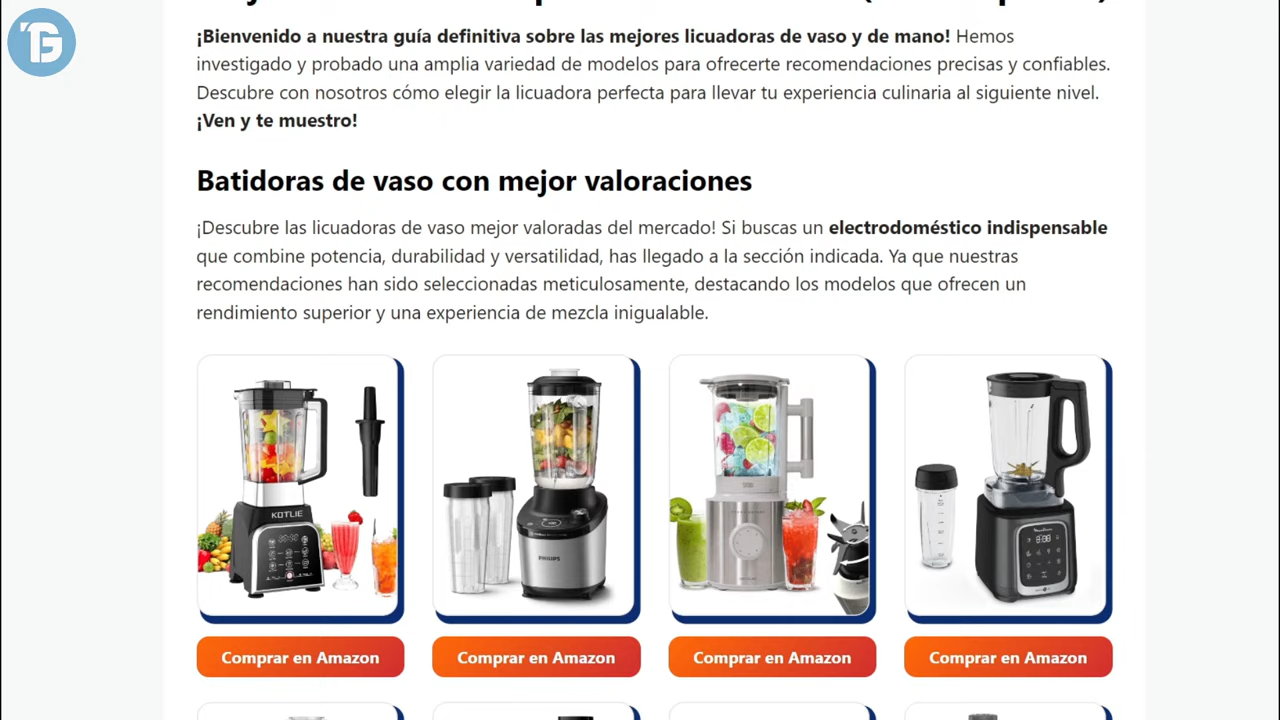 TG
¡Bienvenido a nuestra guía definitiva sobre las mejores licuadoras de vaso y de mano! Hemos
investigado y probado una amplia variedad de modelos para ofrecerte recomendaciones precisas y confiables.
Descubre con nosotros cómo elegir la licuadora perfecta para llevar tu experiencia culinaria al siguiente nivel.
¡Ven y te muestro!
Batidoras de vaso con mejor valoraciones
¡Descubre las licuadoras de vaso mejor valoradas del mercado! Si buscas un electrodoméstico indispensable
que combine potencia, durabilidad y versatilidad, has llegado a la sección indicada. Ya que nuestras
recomendaciones han sido seleccionadas meticulosamente, destacando los modelos que ofrecen un
rendimiento superior y una experiencia de mezcla inigualable.
KOTLIE
PHILIPS
Comprar en Amazon
Comprar en Amazon
Comprar en Amazon
Comprar en Amazon